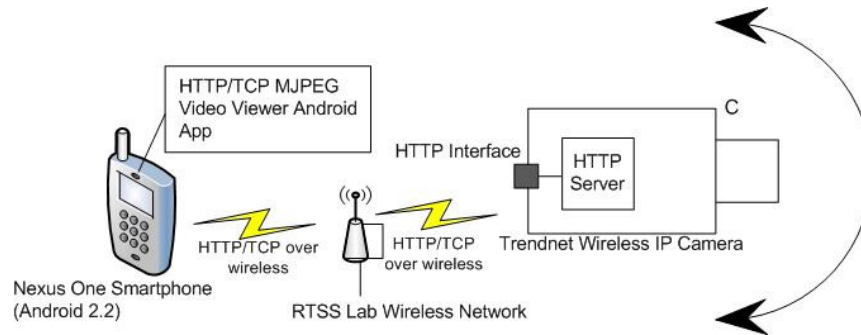 HTTP/TCP MJPEG
Video Viewer Android
App
C
HTTP Interface
HTTP
Server
HTTP/TCP over
wireless
HTTP/TCP
over wireless
Trendnet Wireless IP Camera
Nexus One Smartphone
(Android 2.2)
RTSS Lab Wireless Network